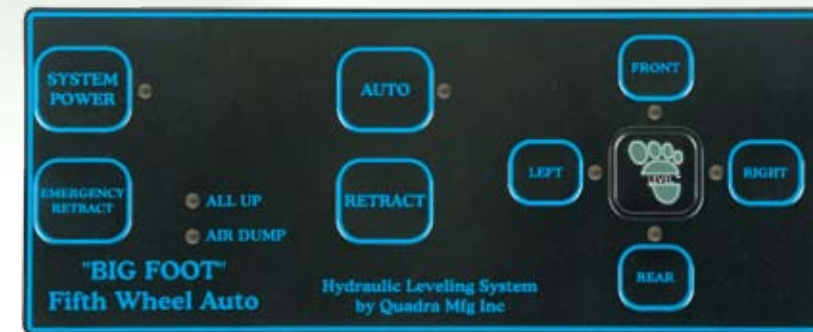 SYSTEM
POWER
AUTO
FRONT
LEFT
LEVEL
RIGHT
EMERGENCY
RETRACT
ALL UP
AIR DUMP
RETRACT
REAR
"BIG FOOT"
Fifth Wheel Auto
Hydraulic Leveling System
by Quadra Mfg Inc